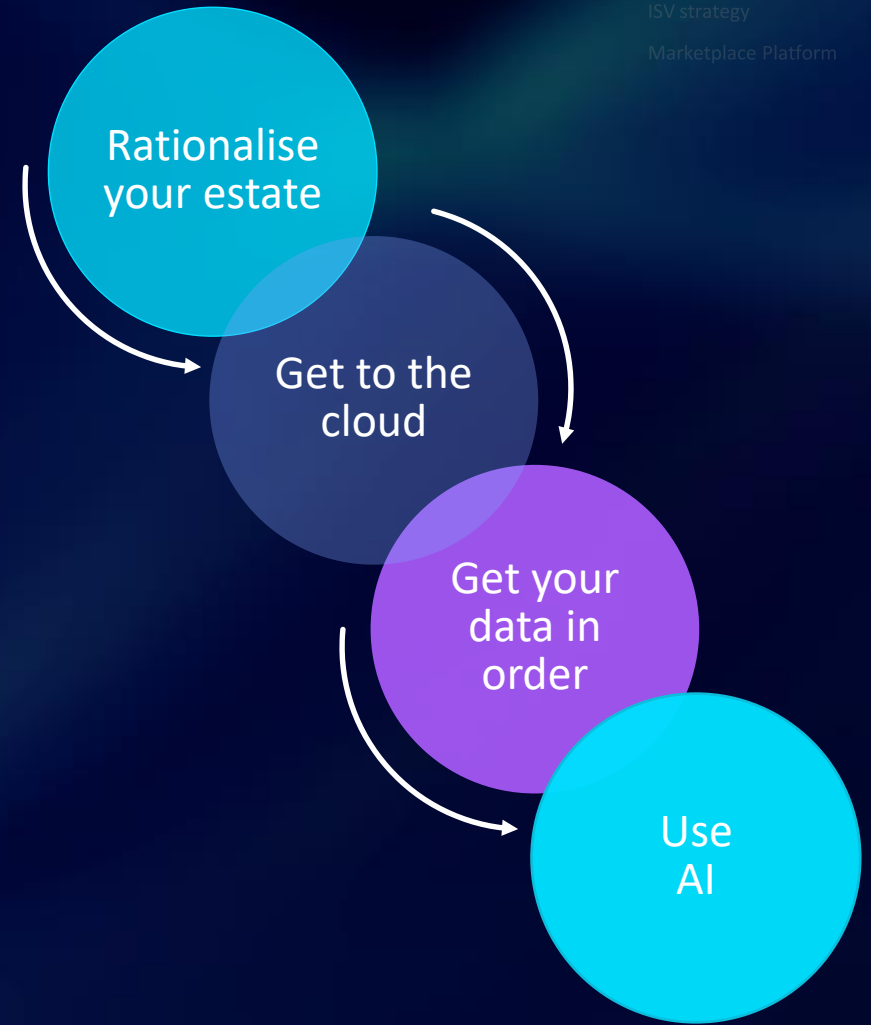 ISV strategy
Marketplace Platform
Rationalise
your estate
Get to the
cloud
Get your
data in
order
Use
AI